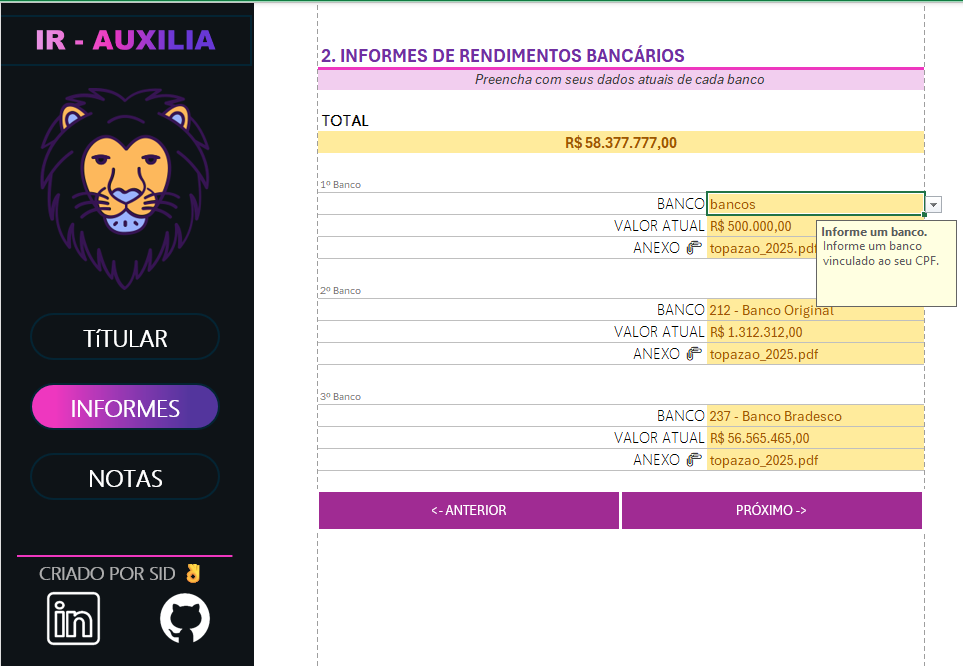 IR - AUXILIA
TíTULAR
INFORMES
NOTAS
CRIADO POR SID 👌
in
2. INFORMES DE RENDIMENTOS BANCÁRIOS
Preencha com seus dados atuais de cada banco
TOTAL
R$ 58.377.777,00
1º Banco
BANCO bancos
VALOR ATUAL R$ 500.000,00
ANEXO topazao_2025.pdf
Informe um banco.
Informe um banco
vinculado ao seu CPF.
2º Banco
BANCO 212 - Banco Original
VALOR ATUAL R$ 1.312.312,00
ANEXO topazao_2025.pdf
3º Banco
BANCO 237 - Banco Bradesco
VALOR ATUAL R$ 56.565.465,00
ANEXO topazao_2025.pdf
<- ANTERIOR PRÓXIMO ->